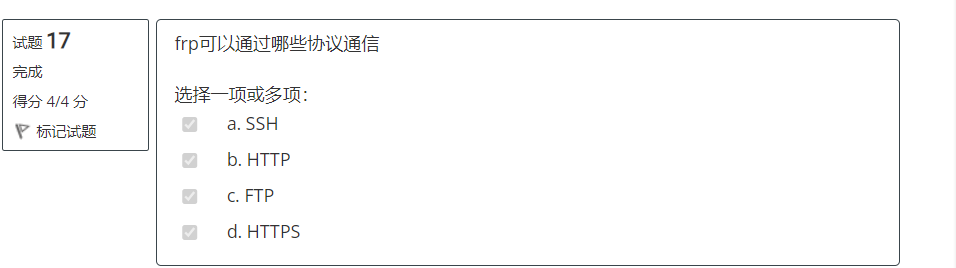 试题 17
完成
得分 4/4 分
标记试题
frp可以通过哪些协议通信
选择一项或多项：
a. SSH
b. HTTP
c. FTP
d. HTTPS